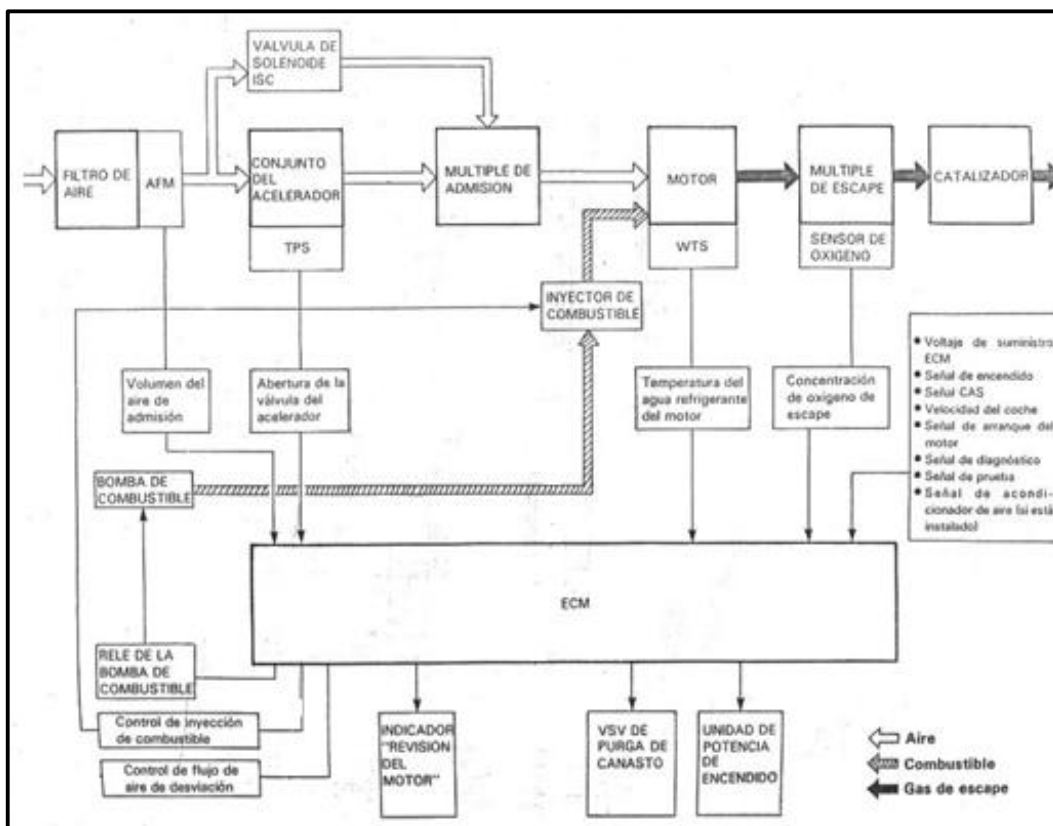 VALVULA DE
SOLENOIDE
ISC
FILTRO DE
AIRE
AFM
CONJUNTO
DEL
ACELERADOR
TPS
MULTIPLE DE
ADMISION
MOTOR
WTS
MULTIPLE
DE ESCAPE
SENSOR DE
OXIGENO
CATALIZADOR
INYECTOR DE
COMBUSTIBLE
Volumen del
aire de
admisión
Abertura de la
válvula del
acelerador
Temperatura del
agua refrigerante
del motor
Concentración
de oxigeno de
escape
• Voltaje de suministro
ECM
• Señal de encendido
• Señal CAS
• Velocidad del coche
• Señal de arranque del
motor
• Señal de diagnóstico
• Señal de prueba
• Señal de acondi-
cionador de aire (si está
instalado)
BOMBA DE
COMBUSTIBLE
ECM
RELE DE LA
BOMBA DE
COMBUSTIBLE
Control de inyección
de combustible
Control de flujo de
aire de desviación
INDICADOR
"REVISION
DEL
MOTOR"
VSV DE
PURGA DE
CANASTO
UNIDAD DE
POTENCIA
DE
ENCENDIDO
Aire
Combustible
Gas de escape